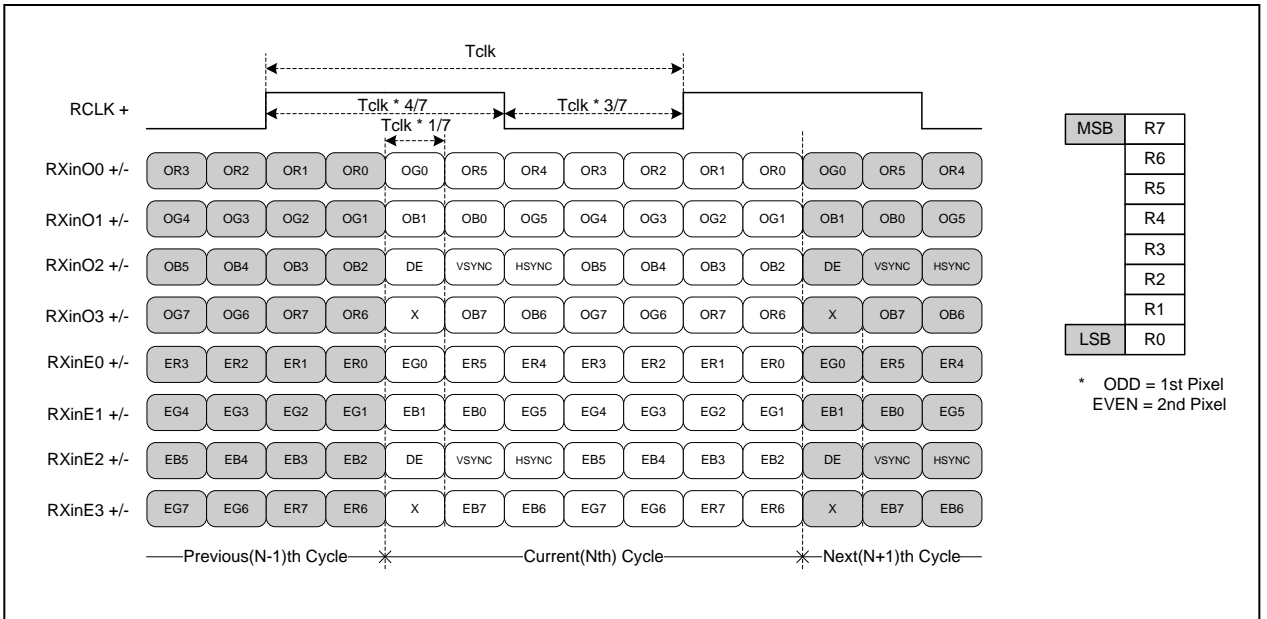 Tclk
RCLK +
Tclk * 4/7
Tclk * 3/7
Tclk * 1/7
RXinO0 +/- OR3 OR2 OR1 OR0 OG0 OR5 OR4 OR3 OR2 OR1 OR0 OG0 OR5 OR4
RXinO1 +/- OG4 OG3 OG2 OG1 OB1 OB0 OG5 OG4 OG3 OG2 OG1 OB1 OB0 OG5
RXinO2 +/- OB5 OB4 OB3 OB2 DE VSYNC HSYNC OB5 OB4 OB3 OB2 DE VSYNC HSYNC
RXinO3 +/- OG7 OG6 OR7 OR6 X OB7 OB6 OG7 OG6 OR7 OR6 X OB7 OB6
RXinE0 +/- ER3 ER2 ER1 ER0 EG0 ER5 ER4 ER3 ER2 ER1 ER0 EG0 ER5 ER4
RXinE1 +/- EG4 EG3 EG2 EG1 EB1 EB0 EG5 EG4 EG3 EG2 EG1 EB1 EB0 EG5
RXinE2 +/- EB5 EB4 EB3 EB2 DE VSYNC HSYNC EB5 EB4 EB3 EB2 DE VSYNC HSYNC
RXinE3 +/- EG7 EG6 ER7 ER6 X EB7 EB6 EG7 EG6 ER7 ER6 X EB7 EB6
Previous(N-1)th Cycle Current(Nth) Cycle Next(N+1)th Cycle
MSB R7
R6
R5
R4
R3
R2
R1
LSB R0
* ODD = 1st Pixel
EVEN = 2nd Pixel